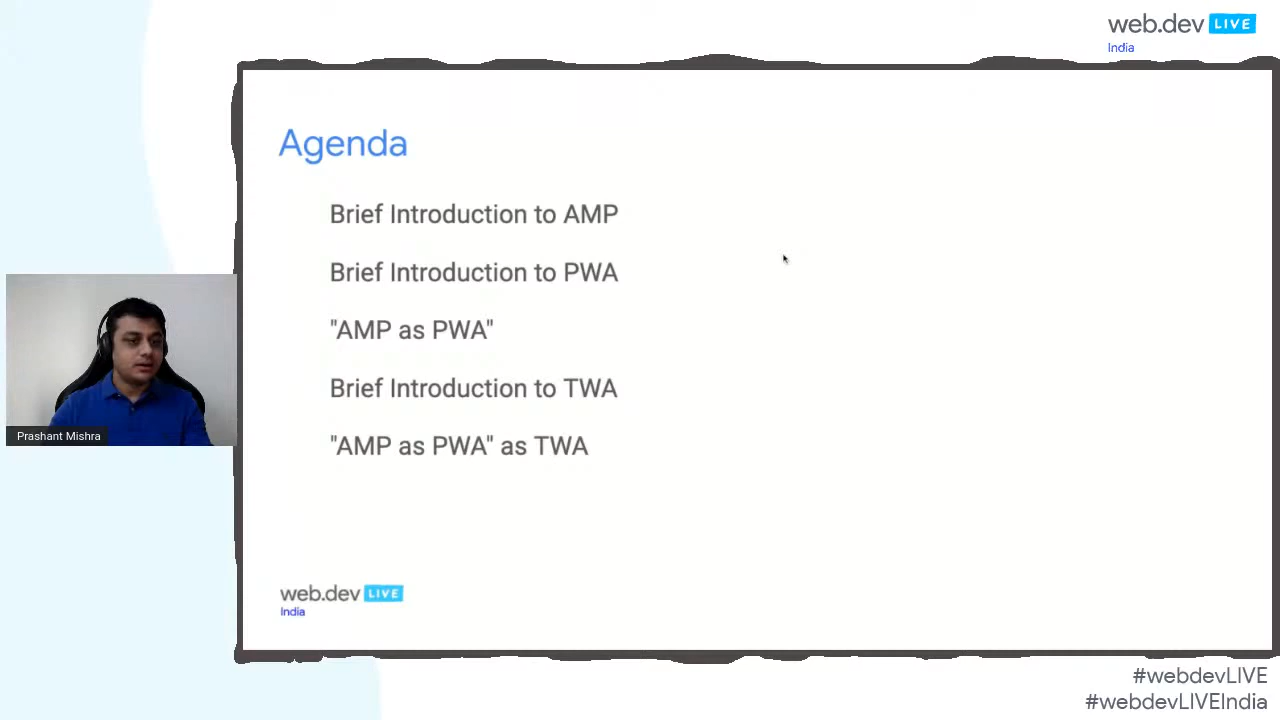 web.dev LIVE
India
Agenda
Brief Introduction to AMP
Brief Introduction to PWA
"AMP as PWA"
Brief Introduction to TWA
"AMP as PWA" as TWA
Prashant Mishra
web.dev LIVE
India
#webdevLIVE
#webdevLIVEIndia